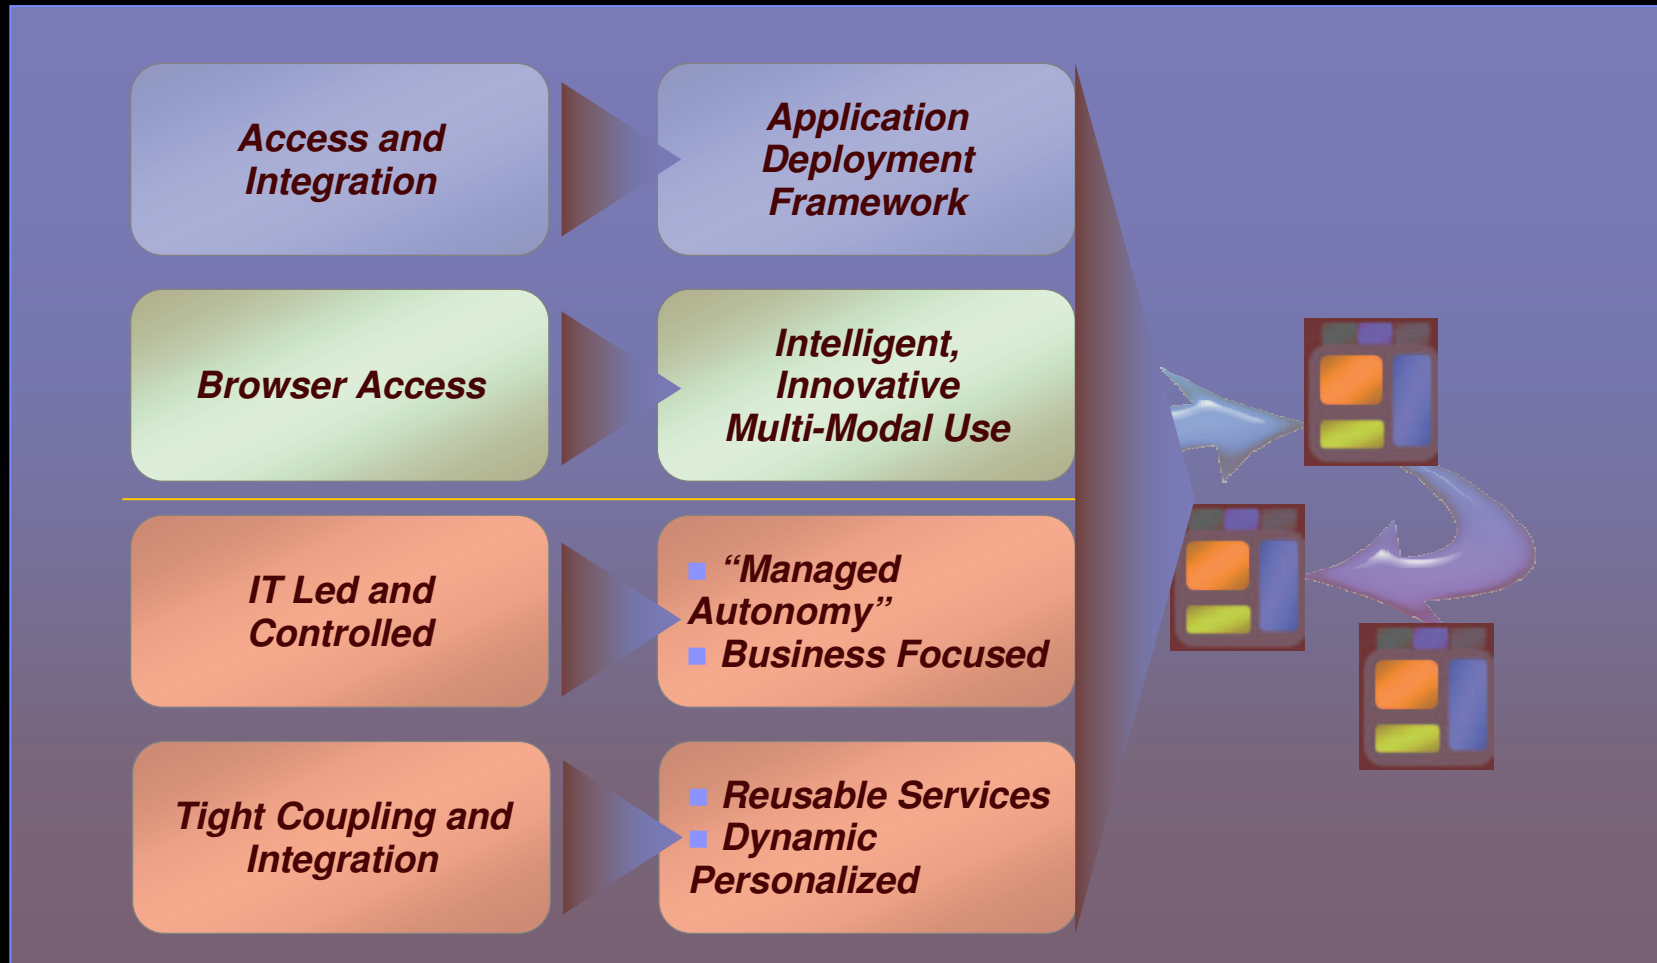 Access and
Integration
Application
Deployment
Framework
Browser Access
Intelligent,
Innovative
Multi-Modal Use
IT Led and
Controlled
“Managed
Autonomy”
Business Focused
Tight Coupling and
Integration
Reusable Services
Dynamic
Personalized